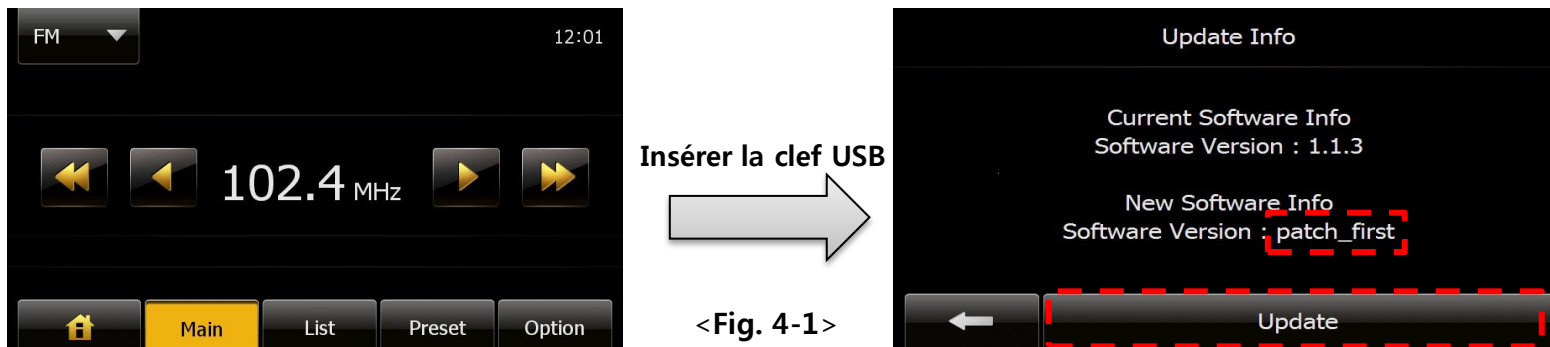 FM
12:01
102.4 MHz
Main List Preset Option
Insérer la clef USB
<Fig. 4-1>
Update Info
Current Software Info
Software Version : 1.1.3
New Software Info
Software Version : patch_first
Update